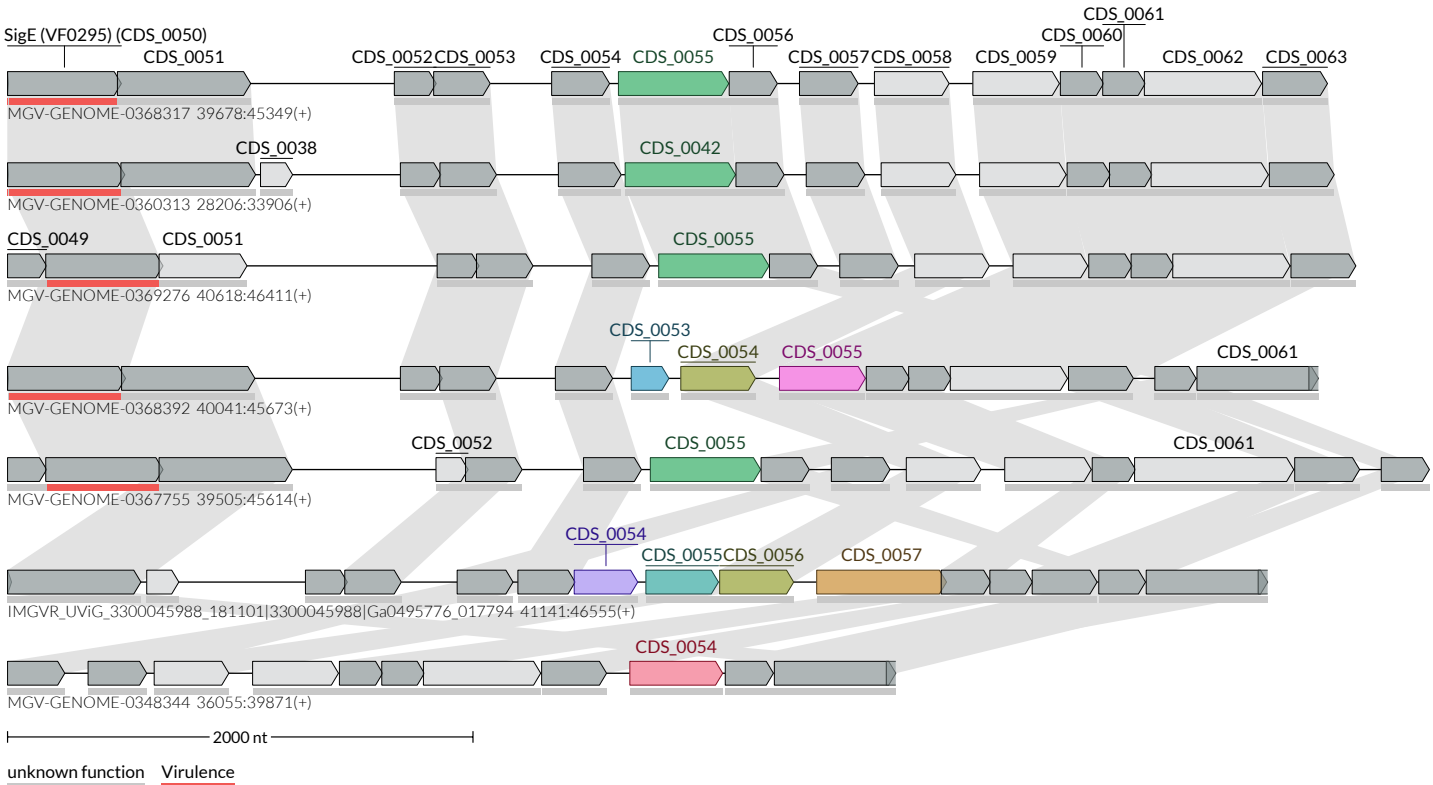 CDS_0061
SigE (VF0295) (CDS_0050) CDS_0056 CDS_0060
CDS_0051 CDS_0052 CDS_0053 CDS_0054 CDS_0055 CDS_0057 CDS_0058 CDS_0059 CDS_0062 CDS_0063
MGV-GENOME-0368317 39678:45349(+)
CDS_0038 CDS_0042
MGV-GENOME-0360313 28206:33906(+)
CDS_0049 CDS_0051 CDS_0055
MGV-GENOME-0369276 40618:46411(+)
CDS_0053
CDS_0054 CDS_0055 CDS_0061
MGV-GENOME-0368392 40041:45673(+)
CDS_0052 CDS_0055 CDS_0061
MGV-GENOME-0367755 39505:45614(+)
CDS_0054
CDS_0055 CDS_0056 CDS_0057
IMGVR_UViG_3300045988_181101|3300045988|Ga0495776_017794 41141:46555(+)
CDS_0054
MGV-GENOME-0348344 36055:39871(+)
2000 nt
unknown function Virulence